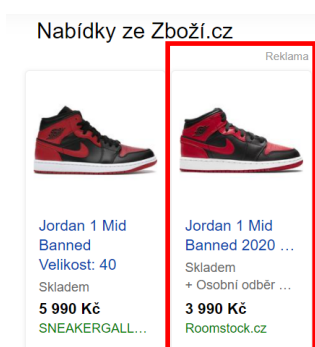 Nabídky ze Zboží.cz
Reklama
Jordan 1 Mid
Banned
Velikost: 40
Skladem
5 990 Kč
SNEAKERGALL…
Jordan 1 Mid
Banned 2020 …
Skladem
+ Osobní odběr …
3 990 Kč
Roomstock.cz